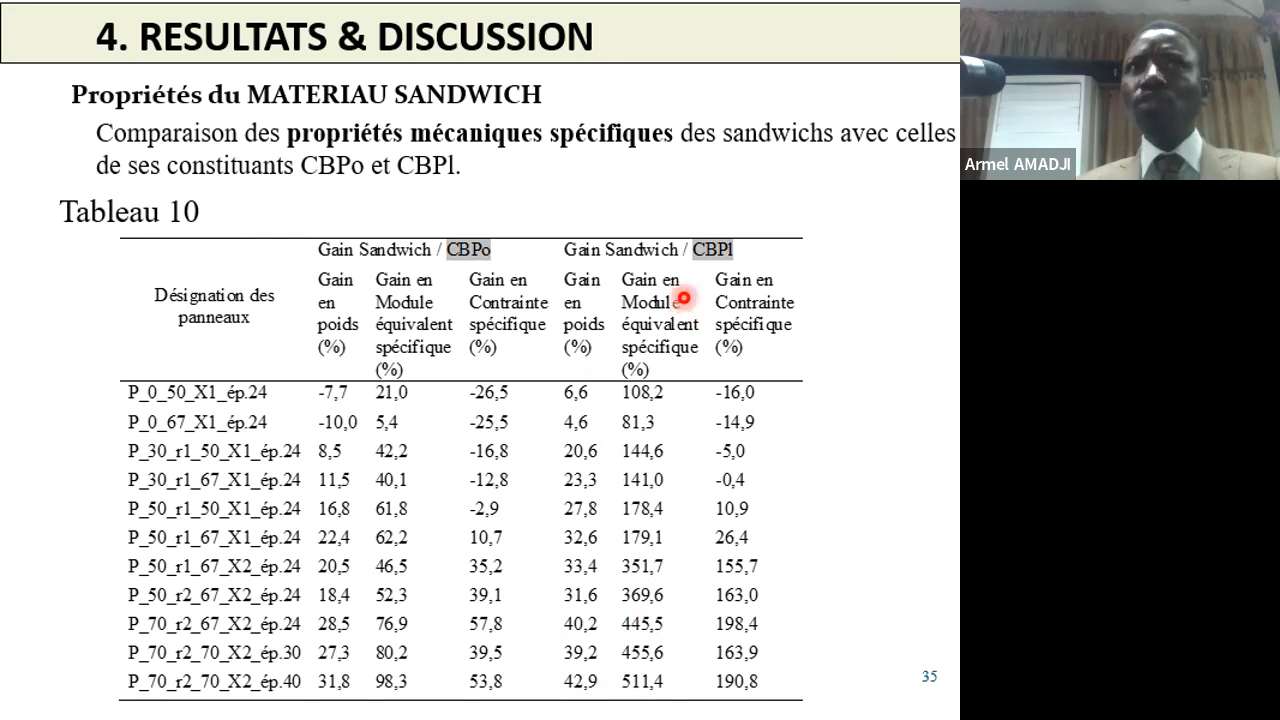 4. RESULTATS & DISCUSSION
Propriétés du MATERIAU SANDWICH
Comparaison des propriétés mécaniques spécifiques des sandwichs avec celles
de ses constituants CBPo et CBPl.
Tableau 10
Gain Sandwich / CBPo Gain Sandwich / CBPl
Désignation des panneaux Gain en poids (%) Gain en Module équivalent spécifique (%) Gain en Contrainte spécifique (%) Gain en poids (%) Gain en Module équivalent spécifique (%) Gain en Contrainte spécifique (%)
P_0_50_X1_ép.24 -7,7 21,0 -26,5 6,6 108,2 -16,0
P_0_67_X1_ép.24 -10,0 5,4 -25,5 4,6 81,3 -14,9
P_30_r1_50_X1_ép.24 8,5 42,2 -16,8 20,6 144,6 -5,0
P_30_r1_67_X1_ép.24 11,5 40,1 -12,8 23,3 141,0 -0,4
P_50_r1_50_X1_ép.24 16,8 61,8 -2,9 27,8 178,4 10,9
P_50_r1_67_X1_ép.24 22,4 62,2 10,7 32,6 179,1 26,4
P_50_r1_67_X2_ép.24 20,5 46,5 35,2 33,4 351,7 155,7
P_50_r2_67_X2_ép.24 18,4 52,3 39,1 31,6 369,6 163,0
P_70_r2_67_X2_ép.24 28,5 76,9 57,8 40,2 445,5 198,4
P_70_r2_70_X2_ép.30 27,3 80,2 39,5 39,2 455,6 163,9
P_70_r2_70_X2_ép.40 31,8 98,3 53,8 42,9 511,4 190,8
35
Armel AMADJI